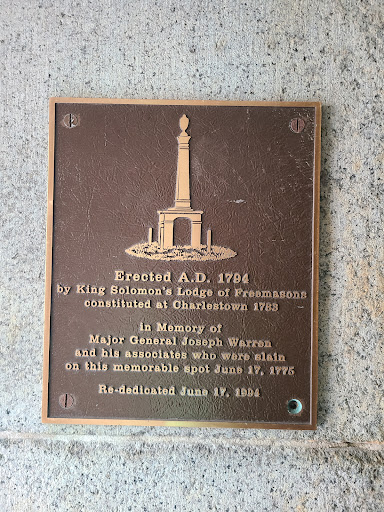 Erected A.D. 1794
by King Solomon's Lodge of Freemasons
constituted at Charlestown 1783
in Memory of
Major General Joseph Warren
and his associates who were slain
on this memorable spot June 17, 1775
Re-dedicated June 17, 1994